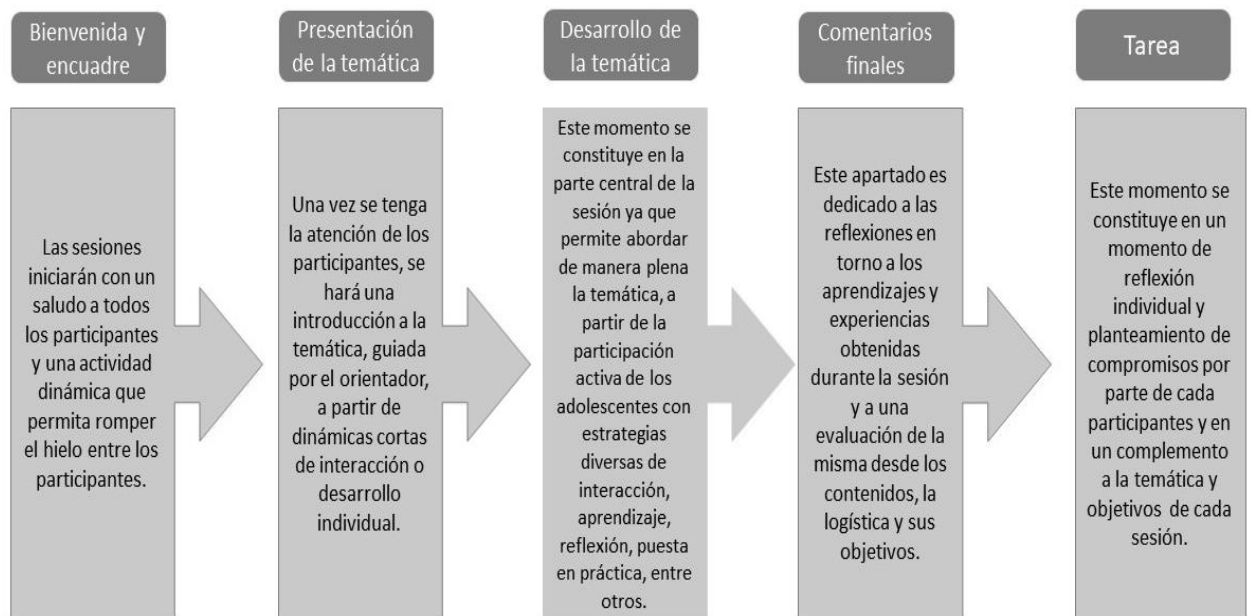 Bienvenida y
encuadre
Las sesiones
iniciarán con un
saludo a todos
los participantes
y una actividad
dinámica que
permita romper
el hielo entre los
participantes.
Presentación
de la temática
Una vez se tenga
la atención de los
participantes, se
hará una
introducción a la
temática, guiada
por el orientador,
a partir de
dinámicas cortas
de interacción o
desarrollo
individual.
Desarrollo de
la temática
Este momento se
constituye en la
parte central de la
sesión ya que
permite abordar
de manera plena
la temática, a
partir de la
participación
activa de los
adolescentes con
estrategias
diversas de
interacción,
aprendizaje,
reflexión, puesta
en práctica, entre
otros.
Comentarios
finales
Este apartado es
dedicado a las
reflexiones en
torno a los
aprendizajes y
experiencias
obtenidas
durante la sesión
y a una
evaluación de la
misma desde los
contenidos, la
logística y sus
objetivos.
Tarea
Este momento se
constituye en un
momento de
reflexión
individual y
planteamiento de
compromisos por
parte de cada
participantes y en
un complemento
a la temática y
objetivos de cada
sesión.